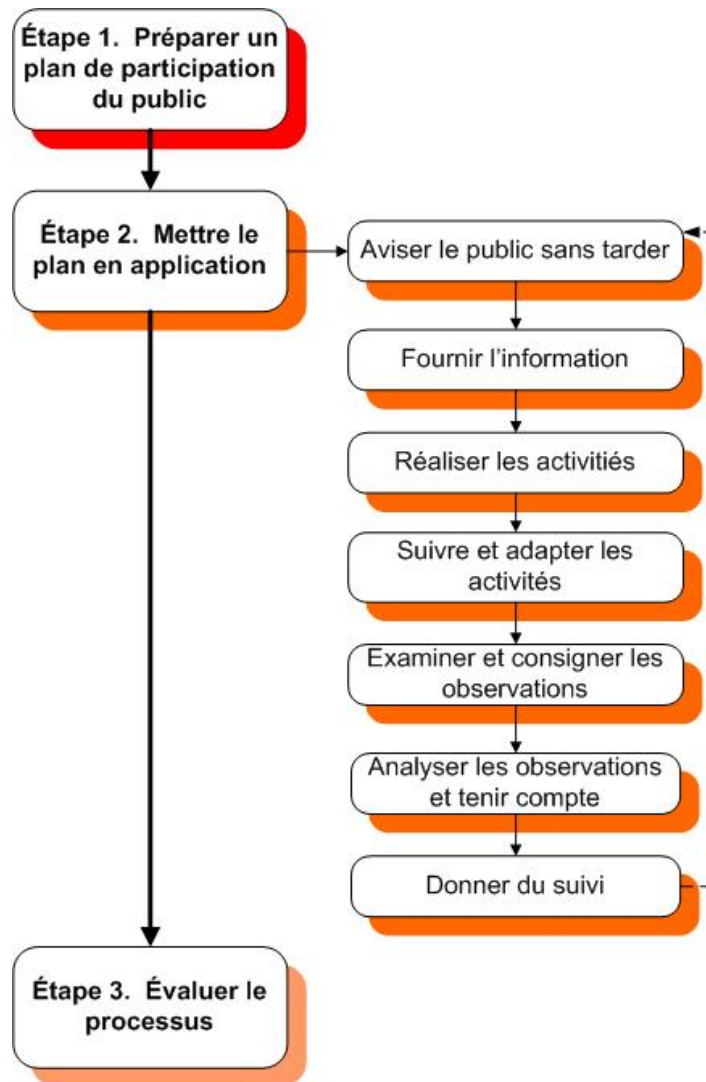 Étape 1. Préparer un
plan de participation
du public
Étape 2. Mettre le
plan en application
Aviser le public sans tarder
Fournir l’information
Réaliser les activitiés
Suivre et adapter les
activités
Examiner et consigner les
observations
Analyser les observations
et tenir compte
Donner du suivi
Étape 3. Évaluer le
processus